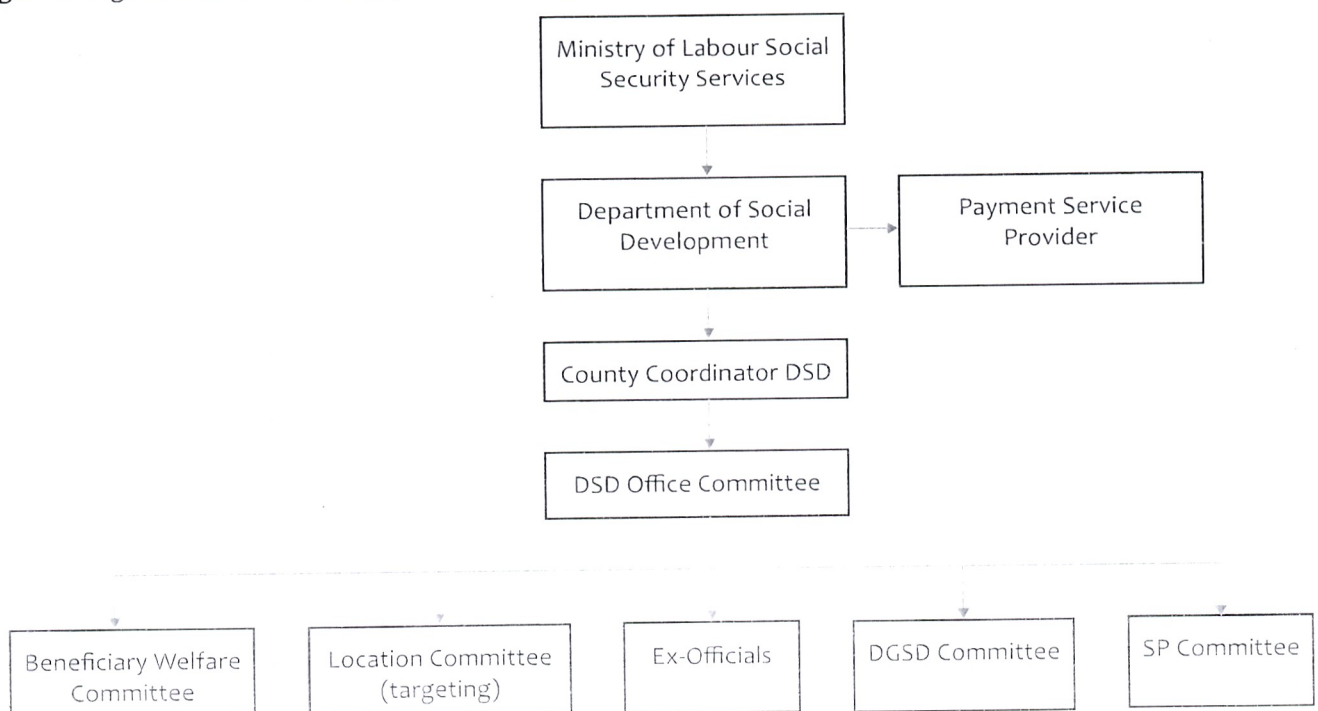 Ministry of Labour Social
Security Services
Department of Social
Development
Payment Service
Provider
County Coordinator DSD
DSD Office Committee
Beneficiary Welfare
Committee
Location Committee
(targeting)
Ex-Officials
DGSD Committee
SP Committee